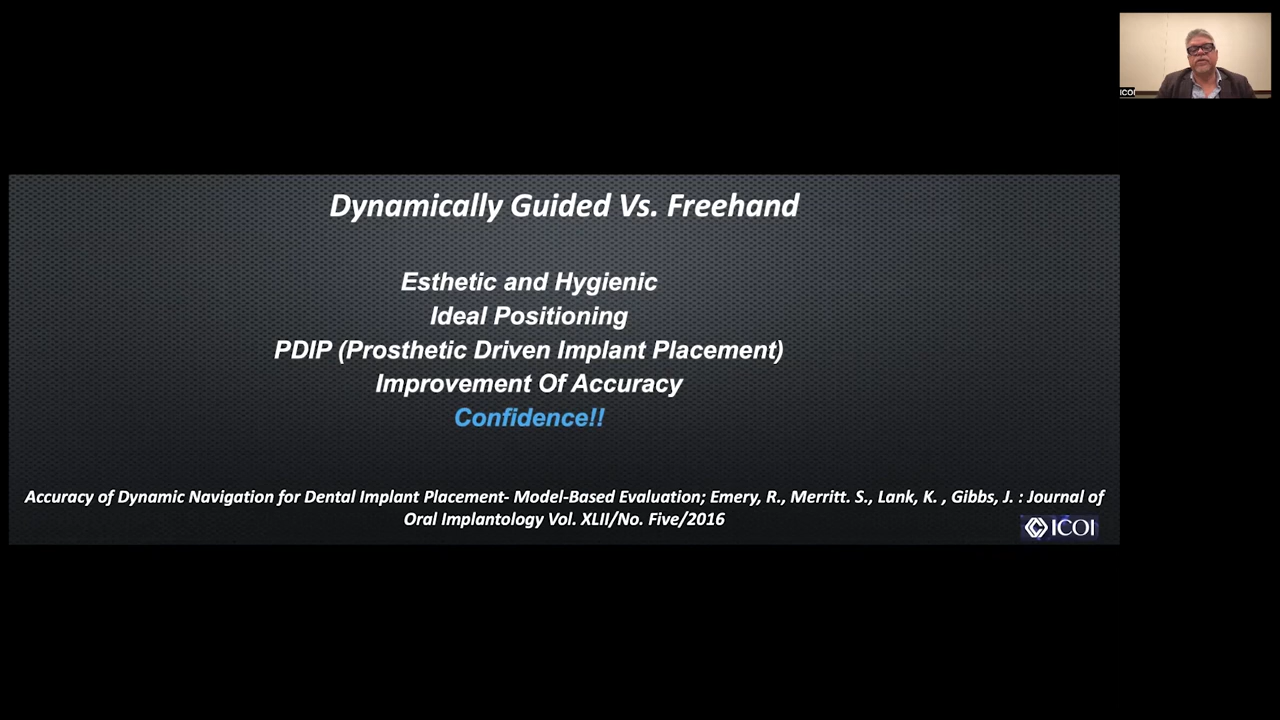 ICOI
Dynamically Guided Vs. Freehand
Esthetic and Hygienic
Ideal Positioning
PDIP (Prosthetic Driven Implant Placement)
Improvement Of Accuracy
Confidence!!
Accuracy of Dynamic Navigation for Dental Implant Placement- Model-Based Evaluation; Emery, R., Merritt. S., Lank, K. , Gibbs, J. : Journal of
Oral Implantology Vol. XLII/No. Five/2016
ICOI